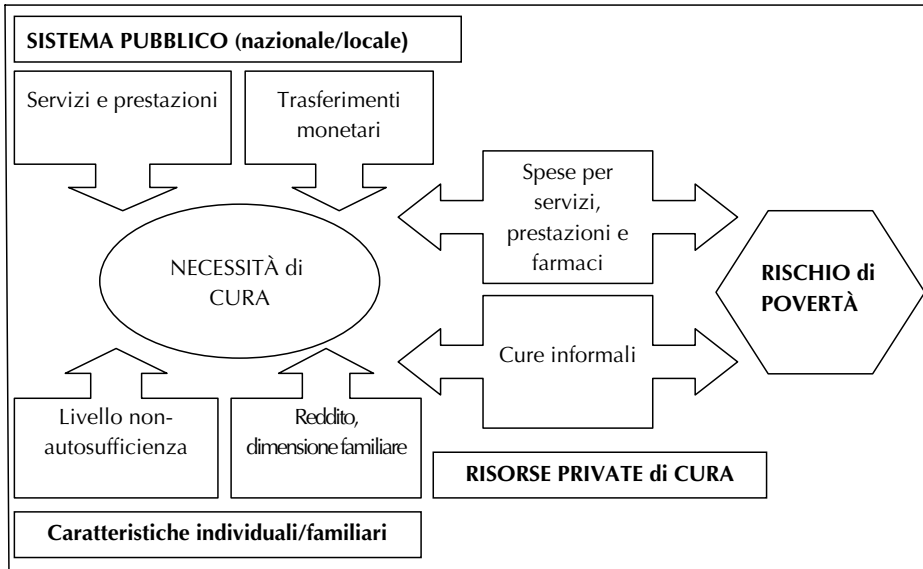 SISTEMA PUBBLICO (nazionale/locale)
Servizi e prestazioni
Trasferimenti
monetari
Spese per
servizi,
prestazioni e
farmaci
NECESSITÀ di
CURA
RISCHIO di
POVERTÀ
Cure informali
Livello non-
autosufficienza
Reddito,
dimensione familiare
RISORSE PRIVATE di CURA
Caratteristiche individuali/familiari